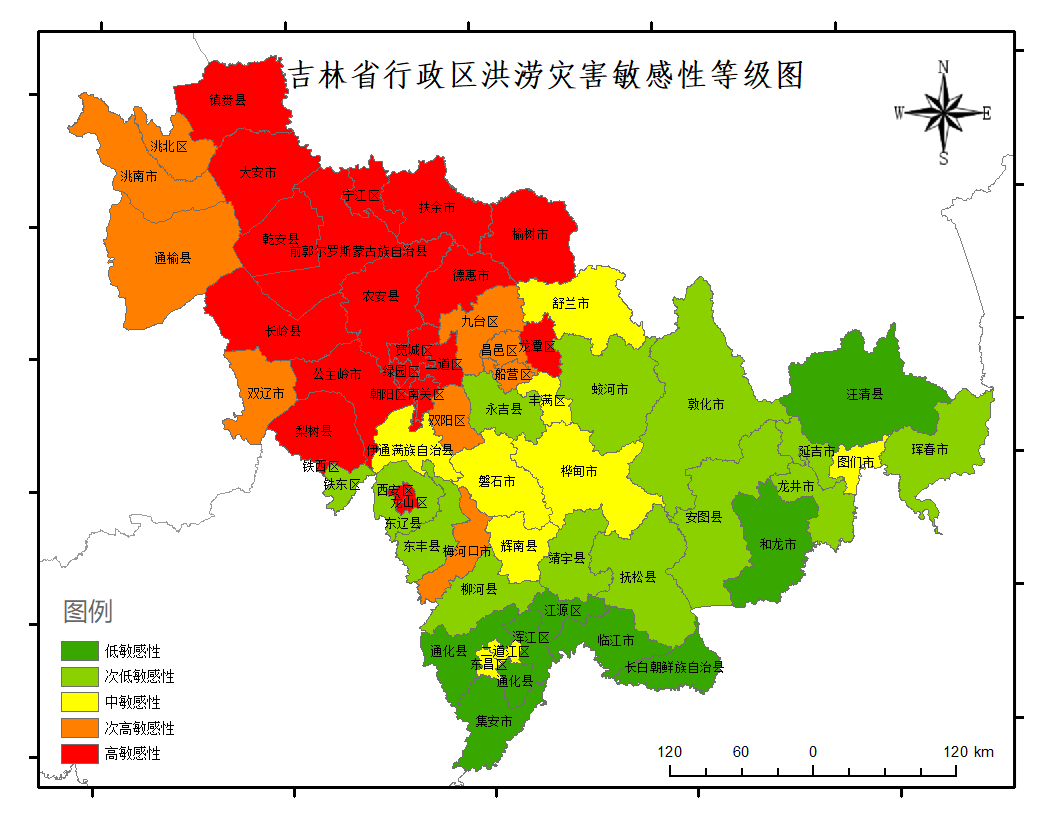 吉林省行政区洪涝灾害敏感性等级图
N
W
E
S
镇赉县
洮北区
洮南市
大安市
宁江区
扶余市
榆树市
乾安县
前郭尔罗斯蒙古族自治县
通榆县
德惠市
农安县
舒兰市
长岭县
九台区
宽城区
昌邑区
龙潭区
二道区
绿园区
公主岭市
船营区
双辽市
朝阳区
南关区
丰满区
蛟河市
永吉县
敦化市
汪清县
双阳区
梨树县
伊通满族自治县
延吉市
图们市
珲春市
铁西区
铁东区
磐石市
桦甸市
西安区
龙山区
龙井市
东辽县
安图县
东丰县
梅河口市
辉南县
靖宇县
和龙市
抚松县
柳河县
江源区
浑江区
临江市
通化县
二道江区
东昌区
长白朝鲜族自治县
通化县
集安市
图例
低敏感性
次低敏感性
中敏感性
次高敏感性
高敏感性
120 60 0 120 km